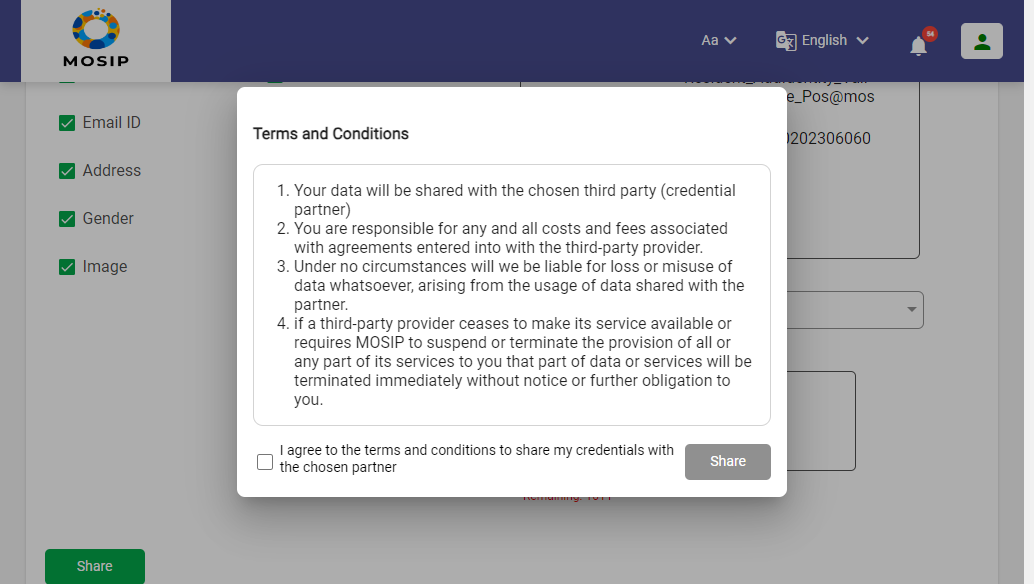 MOSIP
Aa
English
54
e_Pos@mos
Email ID
0202306060
Address
Gender
Image
Terms and Conditions
1. Your data will be shared with the chosen third party (credential
partner)
2. You are responsible for any and all costs and fees associated
with agreements entered into with the third-party provider.
3. Under no circumstances will we be liable for loss or misuse of
data whatsoever, arising from the usage of data shared with the
partner.
4. if a third-party provider ceases to make its service available or
requires MOSIP to suspend or terminate the provision of all or
any part of its services to you that part of data or services will be
terminated immediately without notice or further obligation to
you.
I agree to the terms and conditions to share my credentials with
the chosen partner
Share
Share